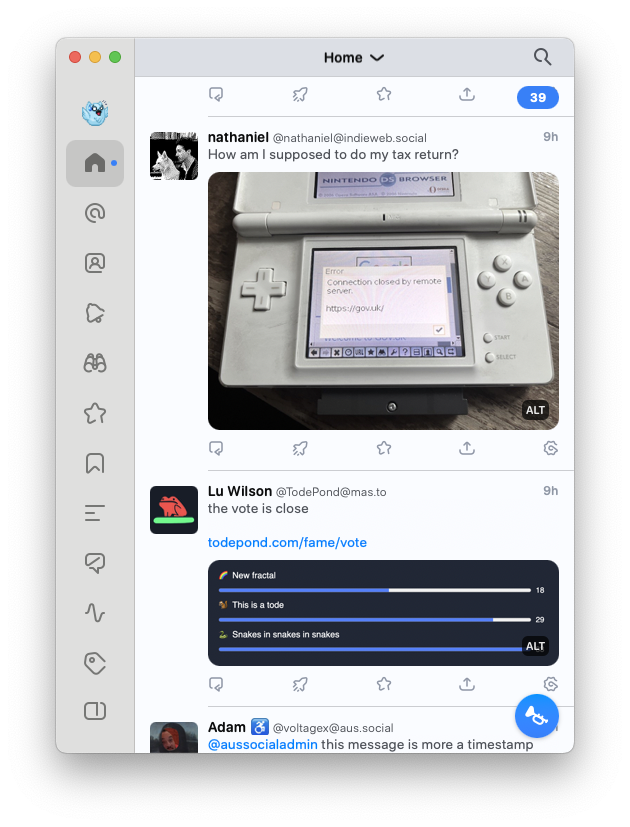 Home
39
nathaniel @nathaniel@indieweb.social 9h
How am I supposed to do my tax return?
NINTENDO DS BROWSER
Error
Connection closed by remote
server.
https://gov.uk/
START
SELECT
X
Y
A
B
ALT
Lu Wilson @TodePond@mas.to 9h
the vote is close
todepond.com/fame/vote
🌈 New fractal
18
🐿️ This is a tode
29
🐍 Snakes in snakes in snakes
ALT
Adam ♿ @voltagex@aus.social
@aussocialadmin this message is more a timestamp